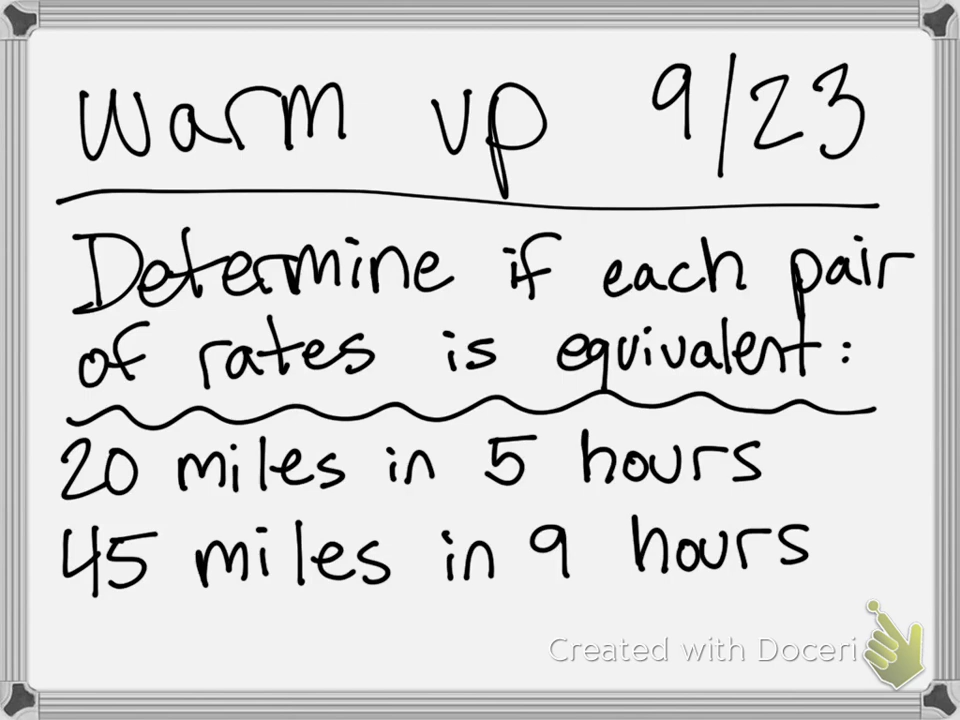 Warm up 9/23
Determine if each pair
of rates is equivalent:
20 miles in 5 hours
45 miles in 9 hours
Created with Doceri